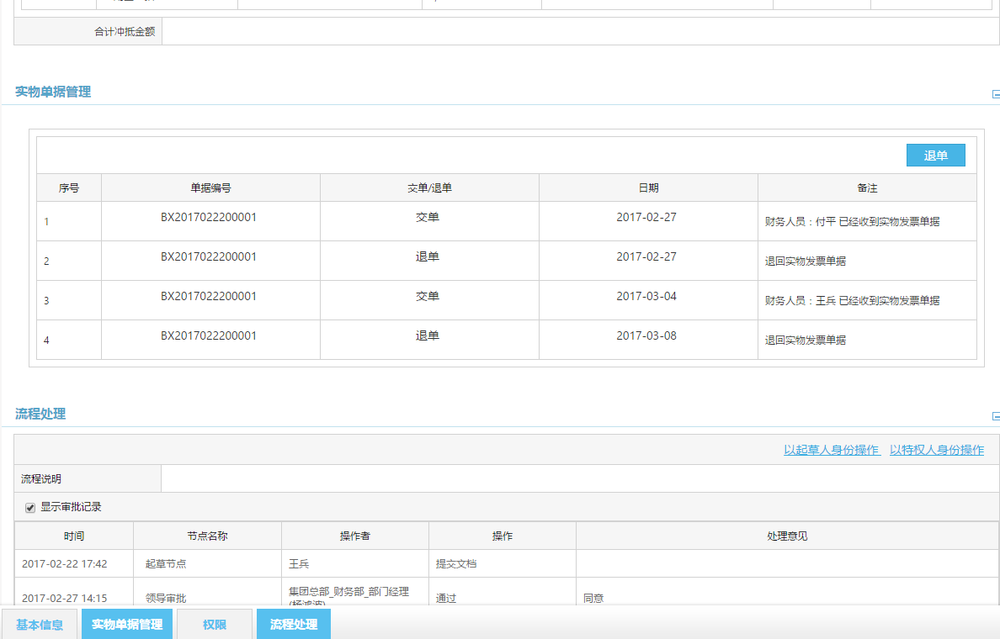 合计冲抵金额
实物单据管理
退单
序号 单据编号 交单/退单 日期 备注
1 BX2017022200001 交单 2017-02-27 财务人员：付平 已经收到实物发票单据
2 BX2017022200001 退单 2017-02-27 退回实物发票单据
3 BX2017022200001 交单 2017-03-04 财务人员：王兵 已经收到实物发票单据
4 BX2017022200001 退单 2017-03-08 退回实物发票单据
流程处理
以起草人身份操作 以特权人身份操作
流程说明
显示审批记录
时间 节点名称 操作者 操作 处理意见
2017-02-22 17:42 起草节点 王兵 提交文档
集团总部_财务部_部门经理
2017-02-27 14:15 领导审批 通过 同意
基本信息 实物单据管理 权限 流程处理